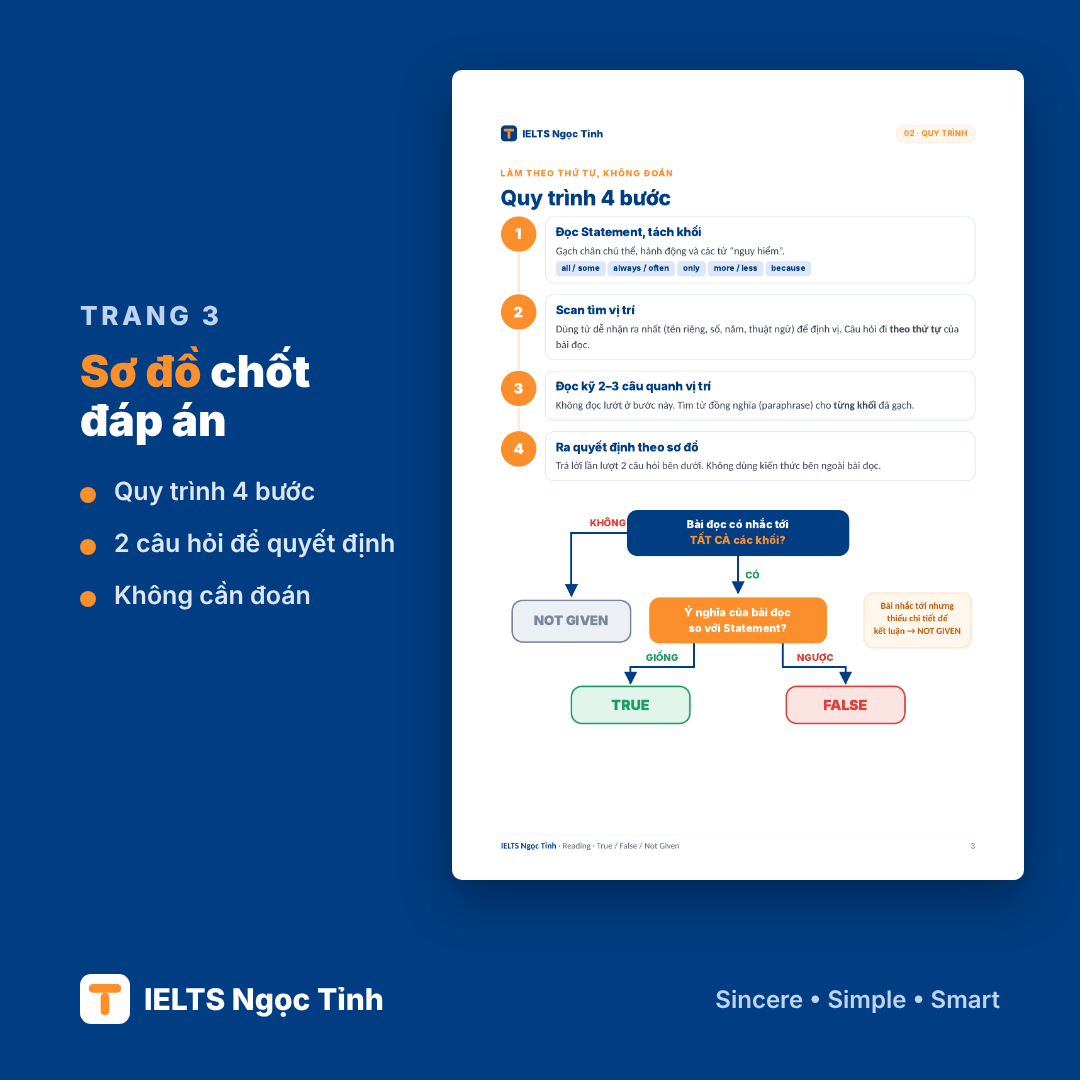 TRANG 3
Sơ đồ chốt
đáp án
Quy trình 4 bước
2 câu hỏi để quyết định
Không cần đoán
IELTS Ngọc Tỉnh
02 · QUY TRÌNH
LÀM THEO THỨ TỰ, KHÔNG ĐOÁN
Quy trình 4 bước
1
Đọc Statement, tách khối
Gạch chân chủ thể, hành động và các từ "nguy hiểm".
all / some always / often only more / less because
2
Scan tìm vị trí
Dùng từ dễ nhận ra nhất (tên riêng, số, năm, thuật ngữ) để định vị. Câu hỏi đi theo thứ tự của
bài đọc.
3
Đọc kỹ 2–3 câu quanh vị trí
Không đọc lướt ở bước này. Tìm từ đồng nghĩa (paraphrase) cho từng khối đã gạch.
4
Ra quyết định theo sơ đồ
Trả lời lần lượt 2 câu hỏi bên dưới. Không dùng kiến thức bên ngoài bài đọc.
KHÔNG
Bài đọc có nhắc tới
TẤT CẢ các khối?
CÓ
NOT GIVEN
Ý nghĩa của bài đọc
so với Statement?
Bài nhắc tới nhưng
thiếu chi tiết để
kết luận → NOT GIVEN
GIỐNG
NGƯỢC
TRUE
FALSE
IELTS Ngọc Tỉnh · Reading · True / False / Not Given
3
IELTS Ngọc Tỉnh
Sincere • Simple • Smart